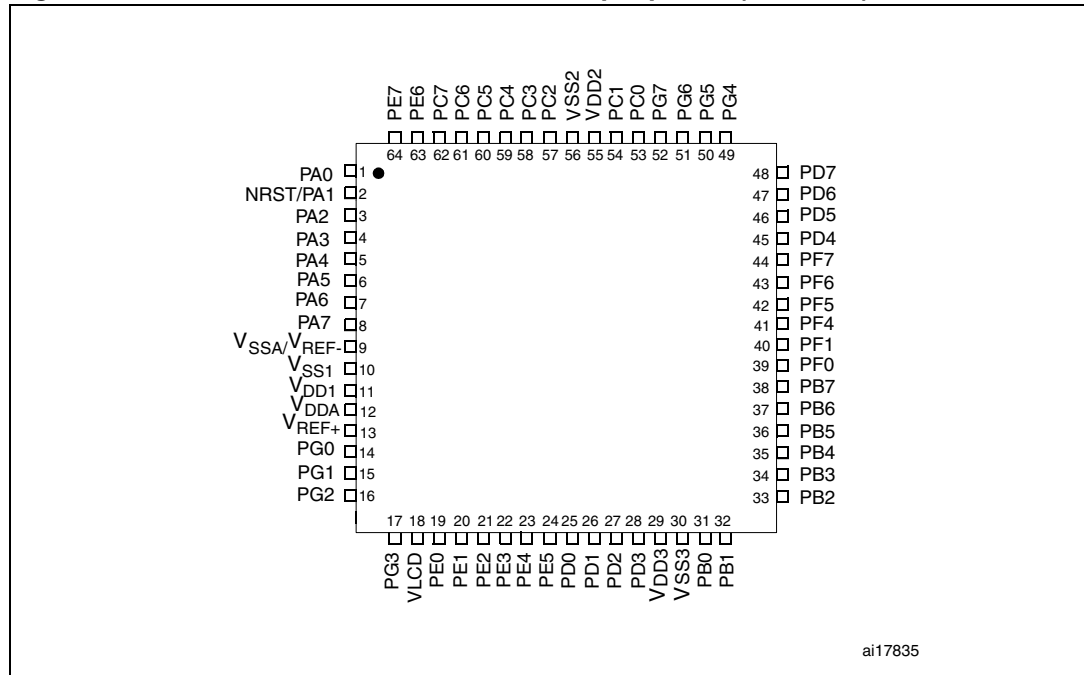 PE7 PE6 PC7 PC6 PC5 PC4 PC3 PC2 VSS2 VDD2 PC1 PC0 PG7 PG6 PG5 PG4
64 63 62 61 60 59 58 57 56 55 54 53 52 51 50 49
PA0 1 48 PD7
NRST/PA1 2 47 PD6
PA2 3 46 PD5
PA3 4 45 PD4
PA4 5 44 PF7
PA5 6 43 PF6
PA6 7 42 PF5
PA7 8 41 PF4
VSSA/VREF- 9 40 PF1
VSS1 10 39 PF0
VDD1 11 38 PB7
VDDA 12 37 PB6
VREF+ 13 36 PB5
PG0 14 35 PB4
PG1 15 34 PB3
PG2 16 33 PB2
17 18 19 20 21 22 23 24 25 26 27 28 29 30 31 32
PG3 VLCD PE0 PE1 PE2 PE3 PE4 PE5 PD0 PD1 PD2 PD3 VDD3 VSS3 PB0 PB1
ai17835